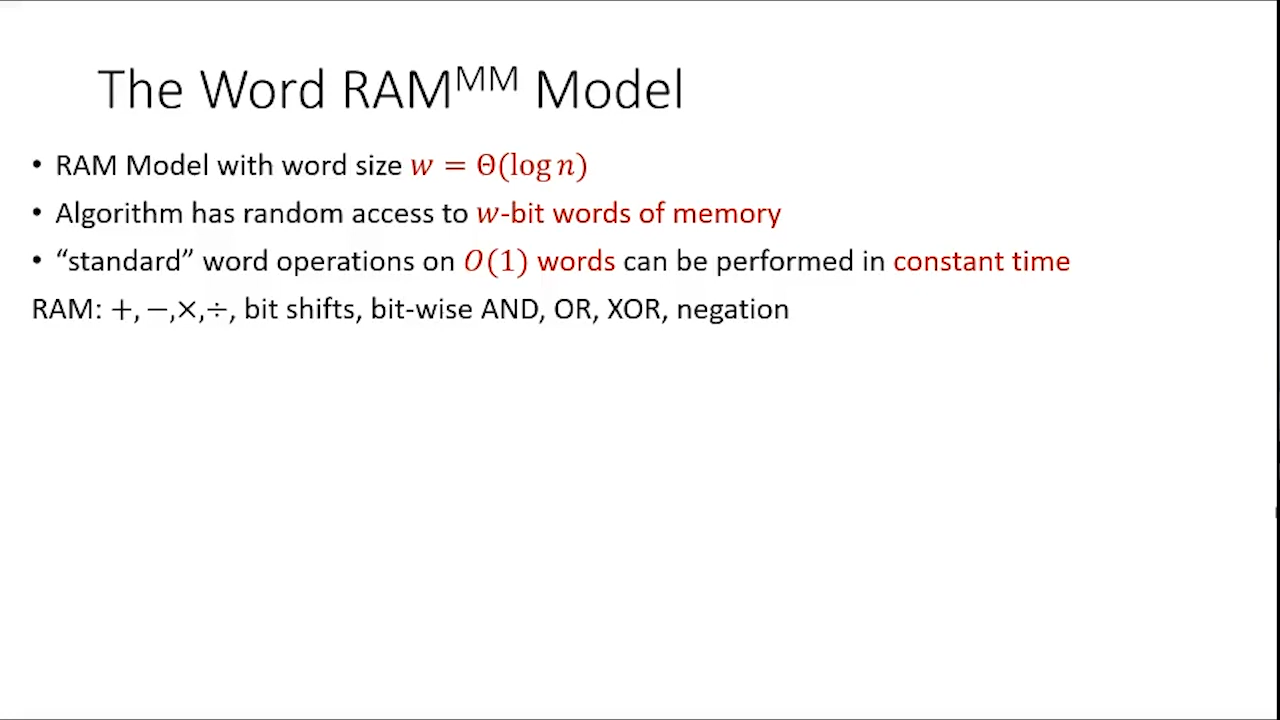 The Word RAMᴹᴹ Model
• RAM Model with word size w = Θ(log n)
• Algorithm has random access to w-bit words of memory
• “standard” word operations on O(1) words can be performed in constant time
RAM: +, −,×,÷, bit shifts, bit-wise AND, OR, XOR, negation